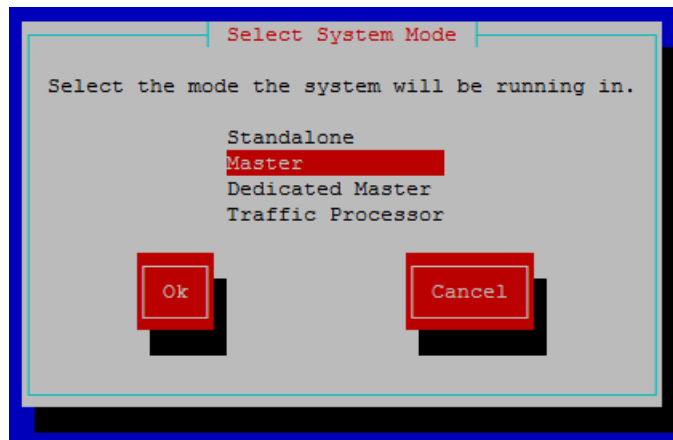 Select System Mode
Select the mode the system will be running in.
Standalone
Master
Dedicated Master
Traffic Processor
Ok Cancel